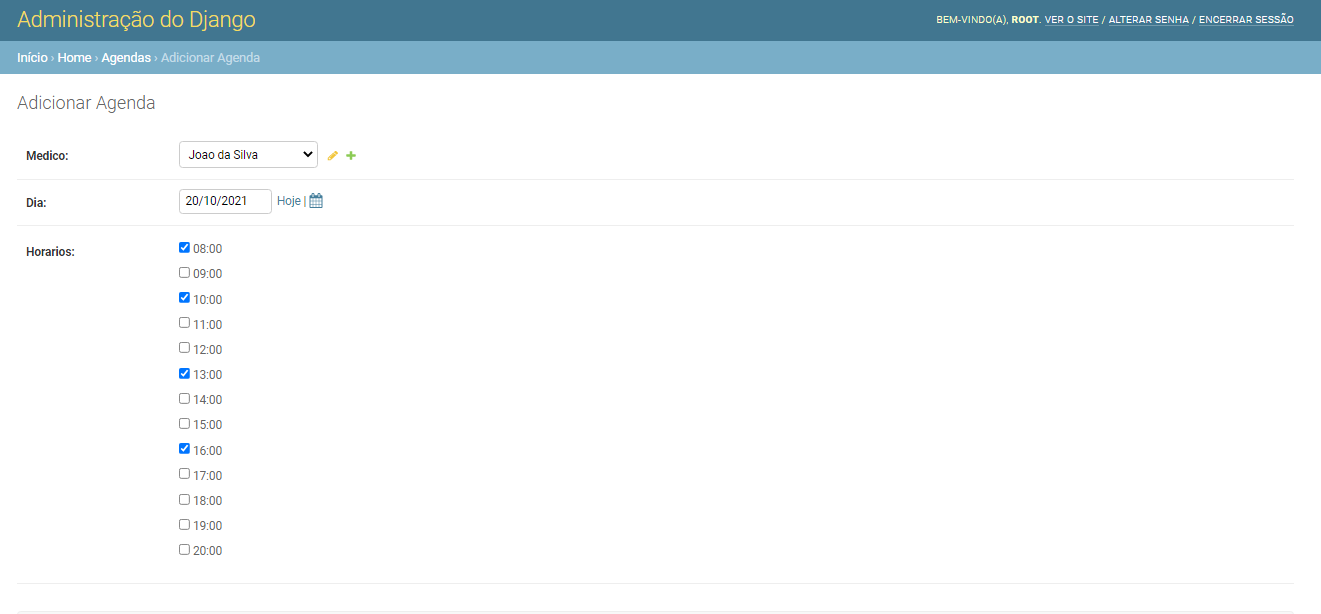 Administração do Django
BEM-VINDO(A), ROOT. VER O SITE / ALTERAR SENHA / ENCERRAR SESSÃO
Início › Home › Agendas › Adicionar Agenda
Adicionar Agenda
Medico: Joao da Silva
Dia: 20/10/2021 Hoje |
Horarios: 08:00
09:00
10:00
11:00
12:00
13:00
14:00
15:00
16:00
17:00
18:00
19:00
20:00